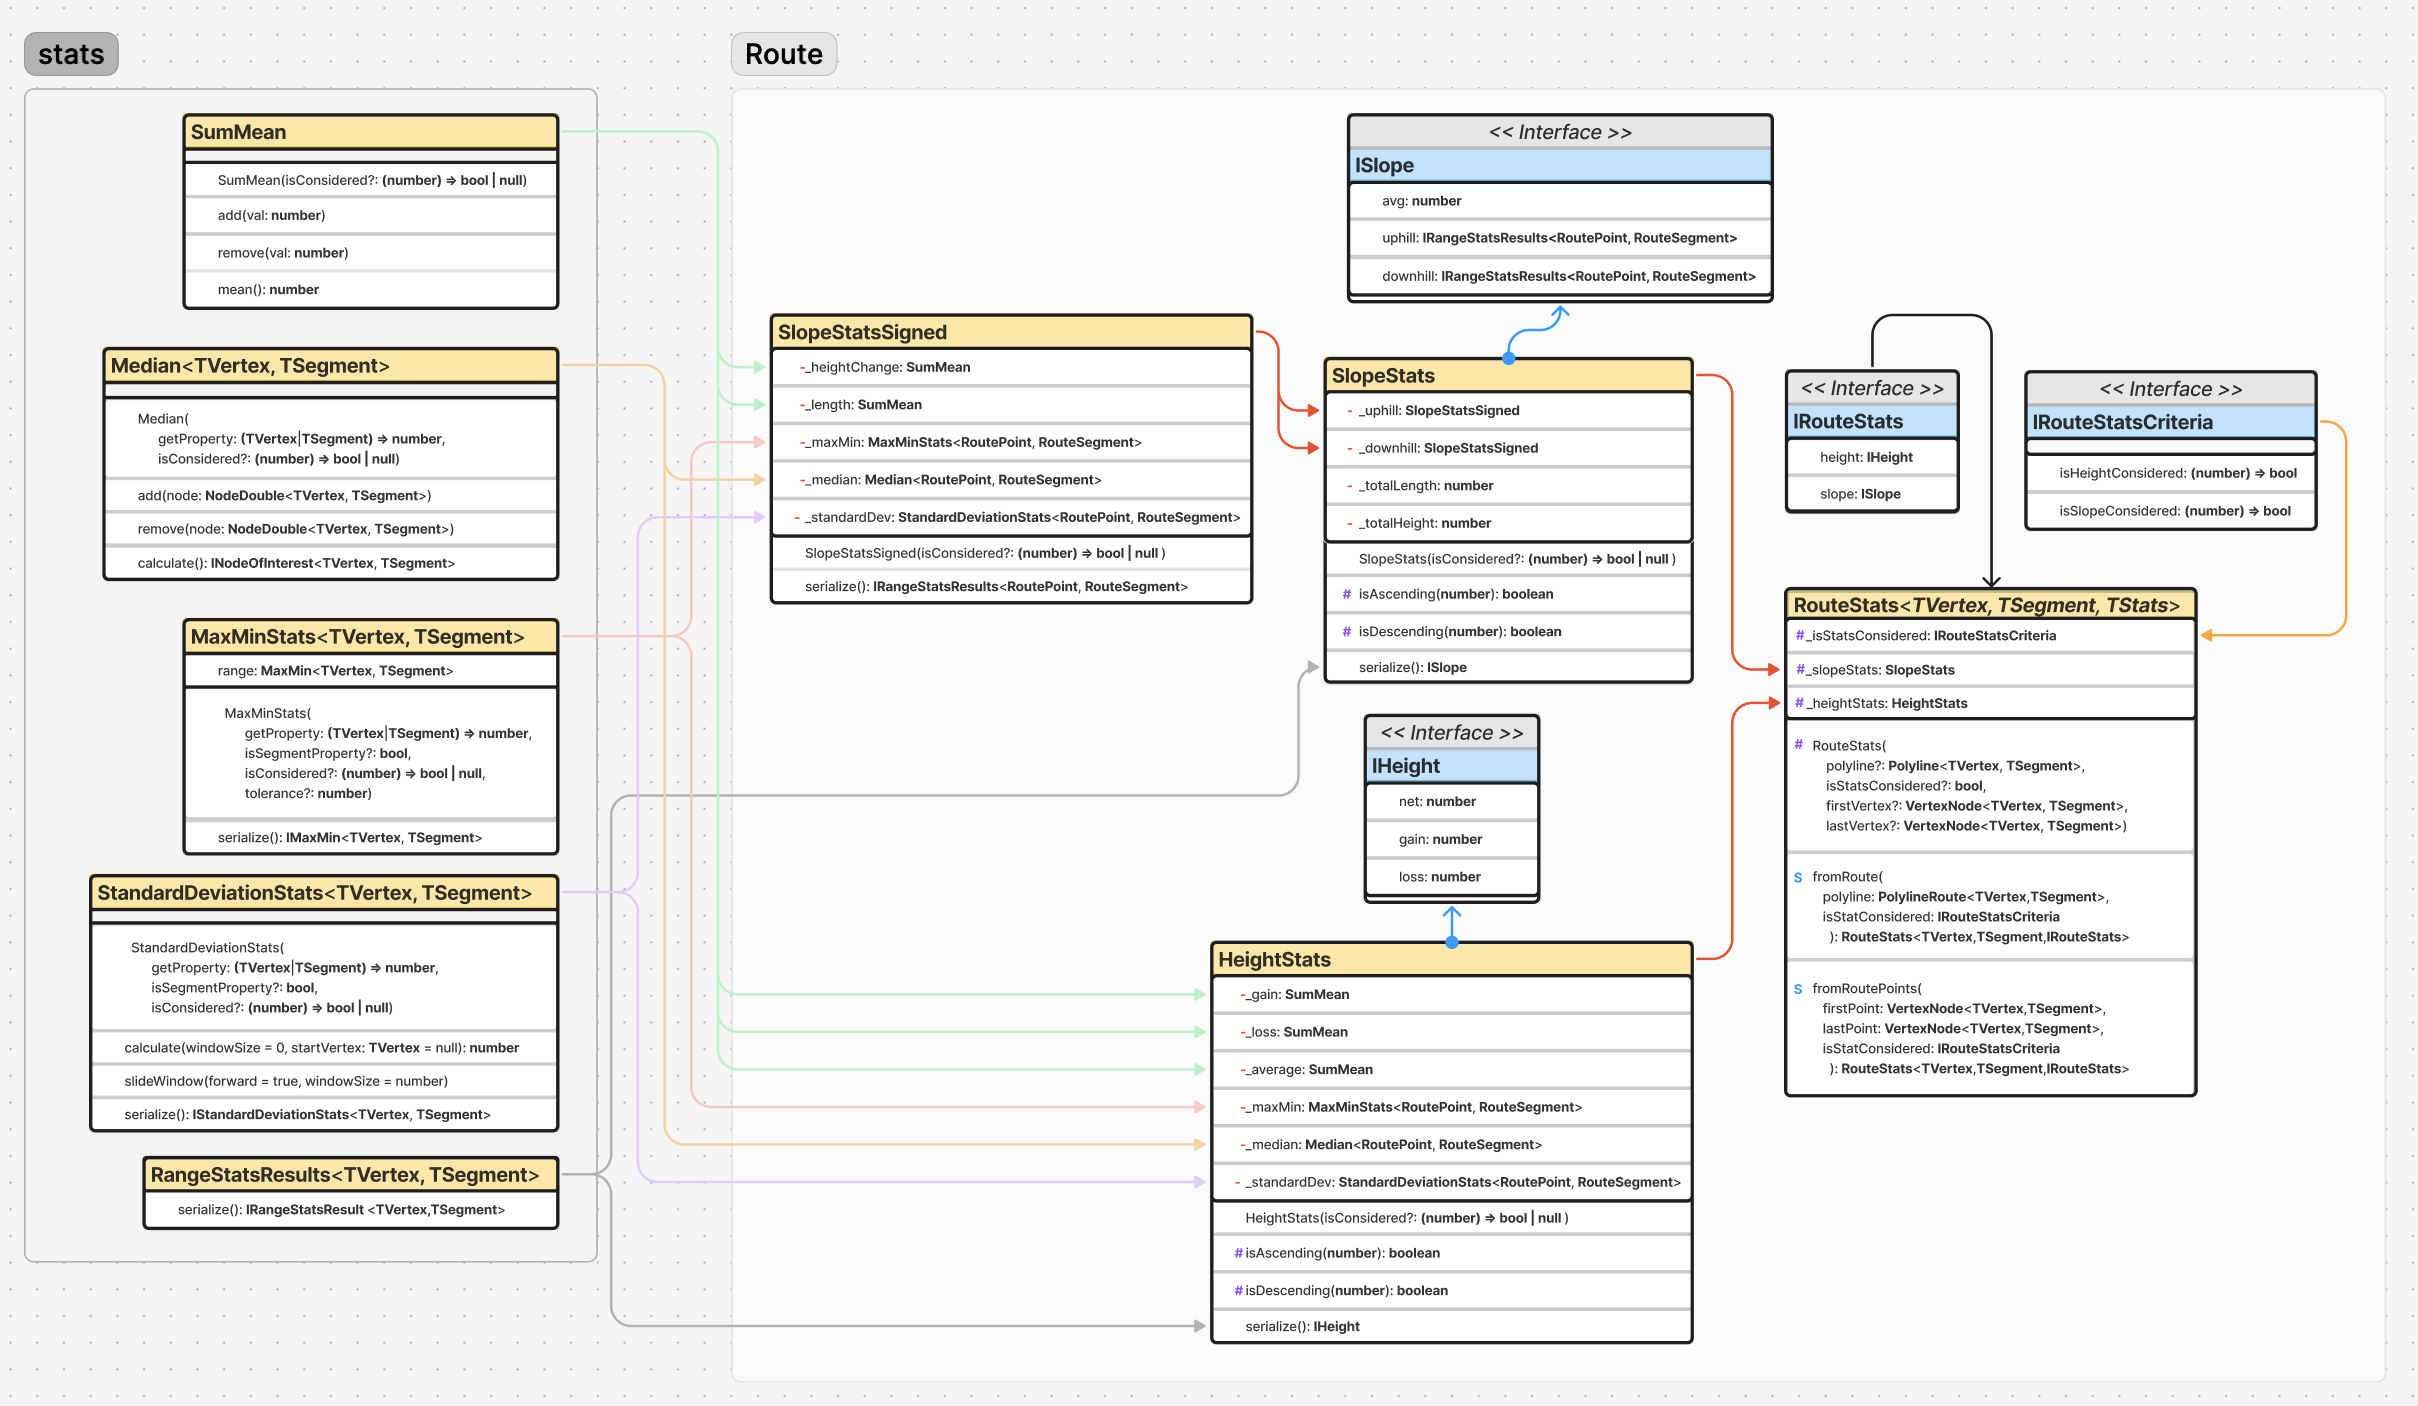 stats
SumMean
SumMean(isConsidered?: (number) => bool | null)
add(val: number)
remove(val: number)
mean(): number
Median<TVertex, TSegment>
Median(
getProperty: (TVertex|TSegment) => number,
isConsidered?: (number) => bool | null)
add(node: NodeDouble<TVertex, TSegment>)
remove(node: NodeDouble<TVertex, TSegment>)
calculate(): INodeOfInterest<TVertex, TSegment>
MaxMinStats<TVertex, TSegment>
range: MaxMin<TVertex, TSegment>
MaxMinStats(
getProperty: (TVertex|TSegment) => number,
isSegmentProperty?: bool,
isConsidered?: (number) => bool | null,
tolerance?: number)
serialize(): IMaxMin<TVertex, TSegment>
StandardDeviationStats<TVertex, TSegment>
StandardDeviationStats(
getProperty: (TVertex|TSegment) => number,
isSegmentProperty?: bool,
isConsidered?: (number) => bool | null)
calculate(windowSize = 0, startVertex: TVertex = null): number
slideWindow(forward = true, windowSize = number)
serialize(): IStandardDeviationStats<TVertex, TSegment>
RangeStatsResults<TVertex, TSegment>
serialize(): IRangeStatsResult <TVertex,TSegment>
Route
SlopeStatsSigned
-_heightChange: SumMean
-_length: SumMean
-_maxMin: MaxMinStats<RoutePoint, RouteSegment>
-_median: Median<RoutePoint, RouteSegment>
- _standardDev: StandardDeviationStats<RoutePoint, RouteSegment>
SlopeStatsSigned(isConsidered?: (number) => bool | null )
serialize(): IRangeStatsResults<RoutePoint, RouteSegment>
<< Interface >>
ISlope
avg: number
uphill: IRangeStatsResults<RoutePoint, RouteSegment>
downhill: IRangeStatsResults<RoutePoint, RouteSegment>
SlopeStats
- _uphill: SlopeStatsSigned
- _downhill: SlopeStatsSigned
- _totalLength: number
- _totalHeight: number
SlopeStats(isConsidered?: (number) => bool | null )
# isAscending(number): boolean
# isDescending(number): boolean
serialize(): ISlope
<< Interface >>
IHeight
net: number
gain: number
loss: number
HeightStats
-_gain: SumMean
-_loss: SumMean
-_average: SumMean
-_maxMin: MaxMinStats<RoutePoint, RouteSegment>
-_median: Median<RoutePoint, RouteSegment>
- _standardDev: StandardDeviationStats<RoutePoint, RouteSegment>
HeightStats(isConsidered?: (number) => bool | null )
# isAscending(number): boolean
# isDescending(number): boolean
serialize(): IHeight
<< Interface >>
IRouteStats
height: IHeight
slope: ISlope
<< Interface >>
IRouteStatsCriteria
isHeightConsidered: (number) => bool
isSlopeConsidered: (number) => bool
RouteStats<TVertex, TSegment, TStats>
#_isStatsConsidered: IRouteStatsCriteria
#_slopeStats: SlopeStats
#_heightStats: HeightStats
# RouteStats(
polyline?: Polyline<TVertex, TSegment>,
isStatsConsidered?: bool,
firstVertex?: VertexNode<TVertex, TSegment>,
lastVertex?: VertexNode<TVertex, TSegment>)
S fromRoute(
polyline: PolylineRoute<TVertex,TSegment>,
isStatConsidered: IRouteStatsCriteria
): RouteStats<TVertex,TSegment,IRouteStats>
S fromRoutePoints(
firstPoint: VertexNode<TVertex,TSegment>,
lastPoint: VertexNode<TVertex,TSegment>,
isStatConsidered: IRouteStatsCriteria
): RouteStats<TVertex,TSegment,IRouteStats>